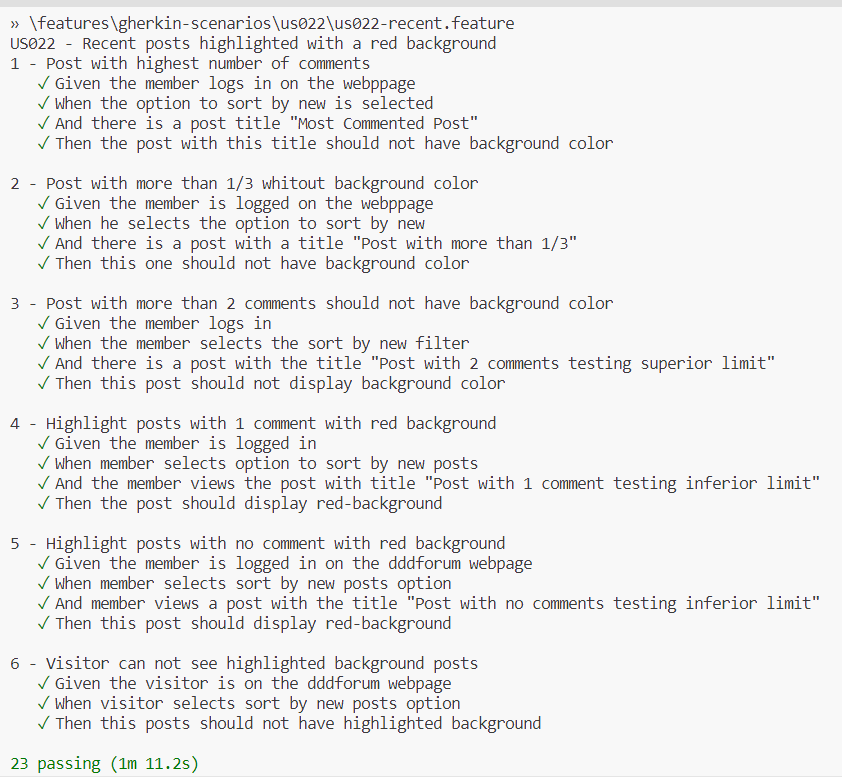 » \features\gherkin-scenarios\us022\us022-recent.feature
US022 - Recent posts highlighted with a red background
1 - Post with highest number of comments
✓ Given the member logs in on the webppage
✓ When the option to sort by new is selected
✓ And there is a post title "Most Commented Post"
✓ Then the post with this title should not have background color
2 - Post with more than 1/3 whitout background color
✓ Given the member is logged on the webppage
✓ When he selects the option to sort by new
✓ And there is a post with a title "Post with more than 1/3"
✓ Then this one should not have background color
3 - Post with more than 2 comments should not have background color
✓ Given the member logs in
✓ When the member selects the sort by new filter
✓ And there is a post with the title "Post with 2 comments testing superior limit"
✓ Then this post should not display background color
4 - Highlight posts with 1 comment with red background
✓ Given the member is logged in
✓ When member selects option to sort by new posts
✓ And the member views the post with title "Post with 1 comment testing inferior limit"
✓ Then the post should display red-background
5 - Highlight posts with no comment with red background
✓ Given the member is logged in on the dddforum webpage
✓ When member selects sort by new posts option
✓ And member views a post with the title "Post with no comments testing inferior limit"
✓ Then this post should display red-background
6 - Visitor can not see highlighted background posts
✓ Given the visitor is on the dddforum webpage
✓ When visitor selects sort by new posts option
✓ Then this posts should not have highlighted background
23 passing (1m 11.2s)